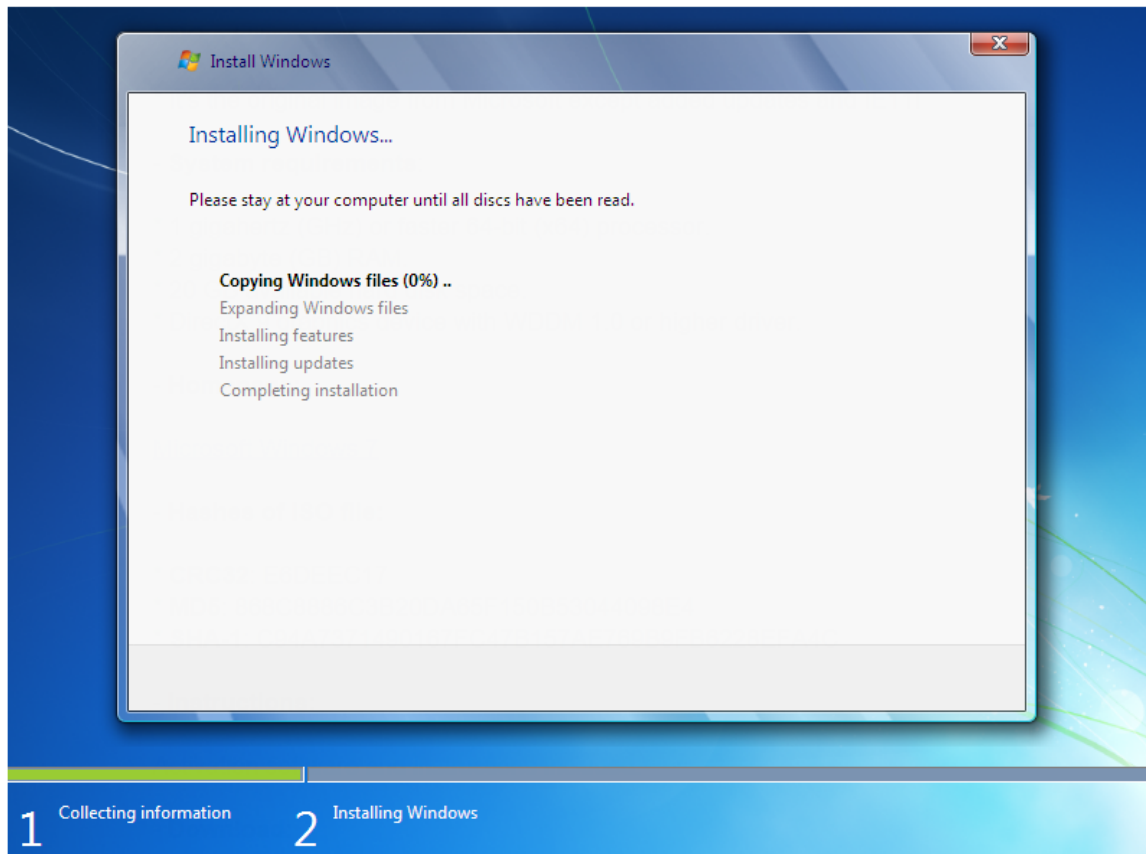 Install Windows
Installing Windows...
Please stay at your computer until all discs have been read.
Copying Windows files (0%) ..
Expanding Windows files
Installing features
Installing updates
Completing installation
1 Collecting information 2 Installing Windows